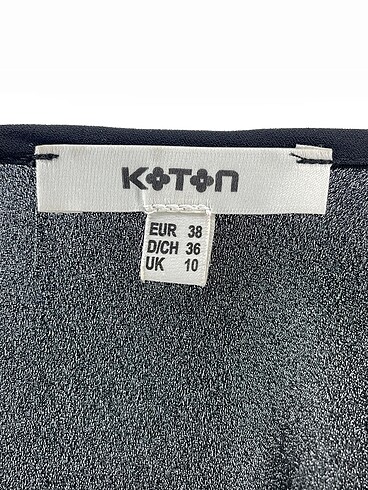 KOTON
EUR 38
D/CH 36
UK 10